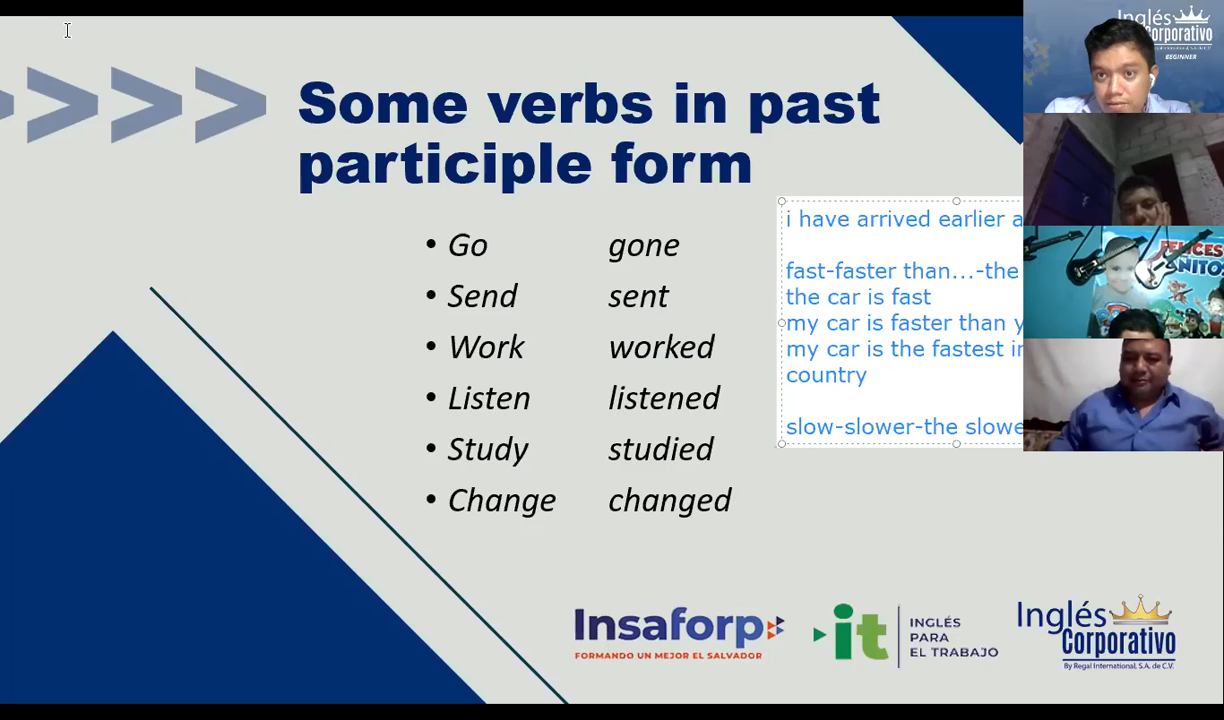 Some verbs in past
participle form
• Go gone
• Send sent
• Work worked
• Listen listened
• Study studied
• Change changed
i have arrived earlier
fast-faster than...-the
the car is fast
my car is faster than
my car is the fastest
country
slow-slower-the
Insaforp
FORMANDO UN MEJOR EL SALVADOR
it
INGLÉS
PARA
EL TRABAJO
Inglés
Corporativo
By Regal International, S.A. de C.V.
Inglés
Corporativo
BEGINNER